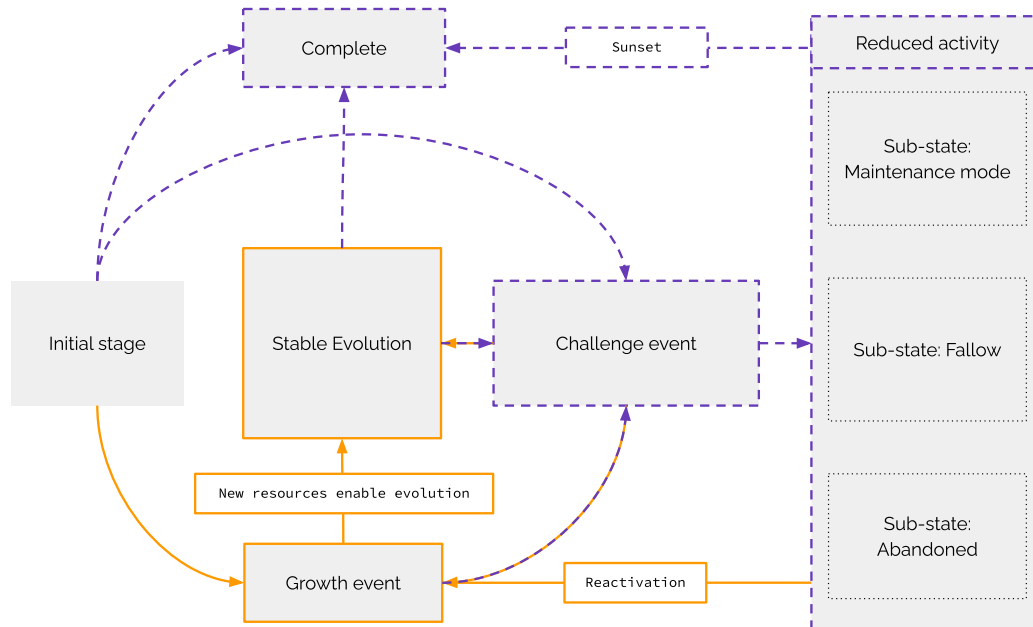 Complete
Sunset
Reduced activity
Sub-state:
Maintenance mode
Initial stage
Stable Evolution
Challenge event
Sub-state: Fallow
New resources enable evolution
Sub-state:
Abandoned
Growth event
Reactivation